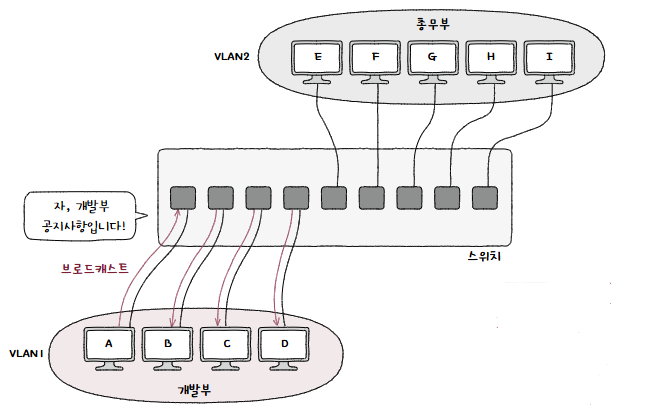 총무부
VLAN2
E F G H I
자, 개발부
공지사항입니다!
스위치
브로드캐스트
VLAN1
A B C D
개발부